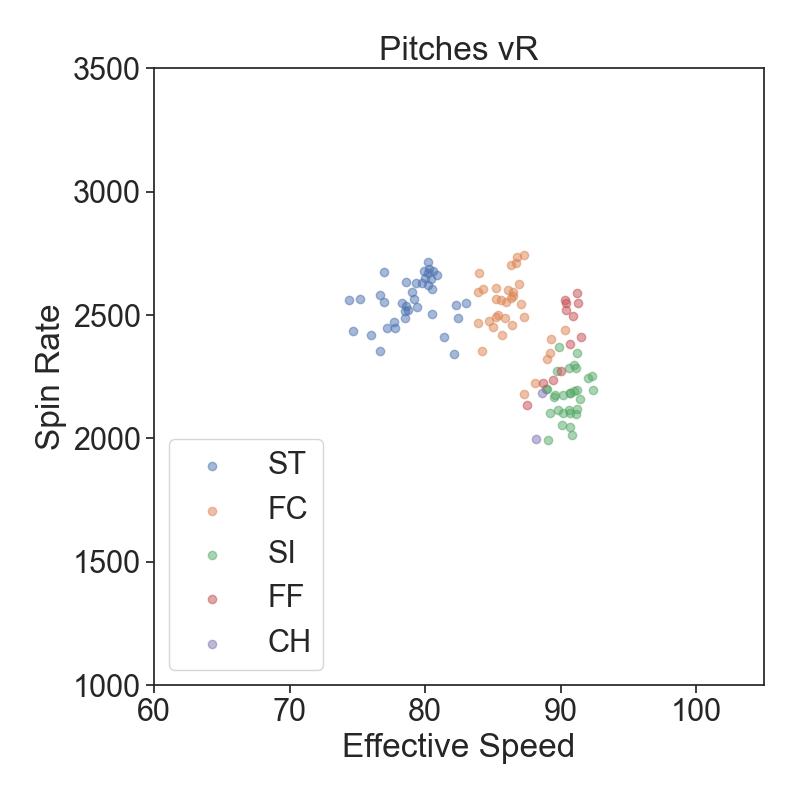 Pitches vR
3500
3000
2500
2000
1500
1000
Spin Rate
ST
FC
SI
FF
CH
60 70 80 90 100
Effective Speed